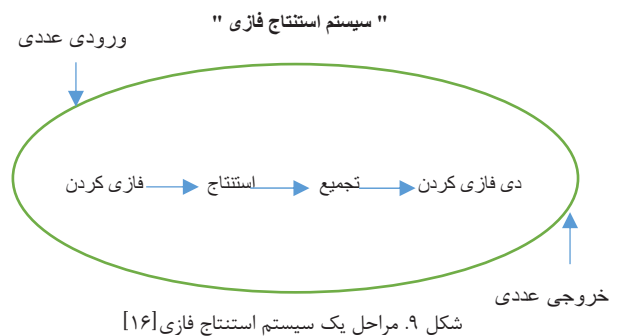 " سیستم استنتاج فازی "
ورودی عددی
فازی کردن استنتاج تجمیع دی فازی کردن
خروجی عددی
شکل ۹. مراحل یک سیستم استنتاج فازی[۱۶]